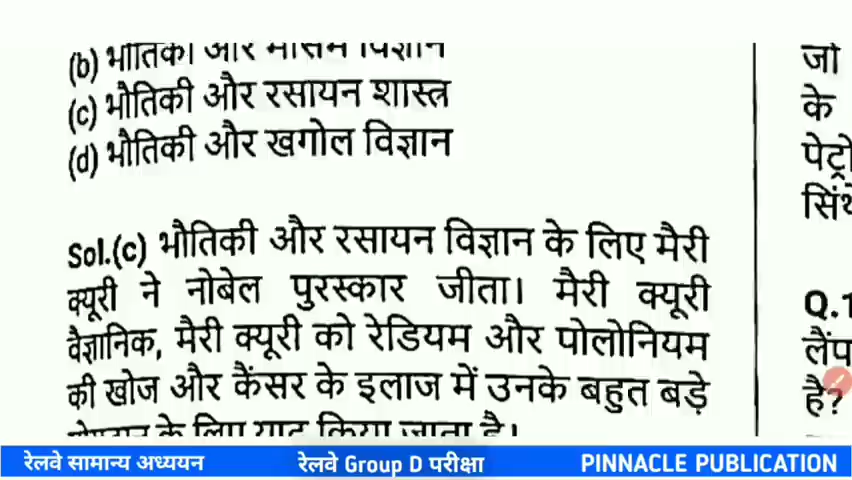 (b) भौतिकी और मौसम विज्ञान
(c) भौतिकी और रसायन शास्त्र
(d) भौतिकी और खगोल विज्ञान
Sol.(c) भौतिकी और रसायन विज्ञान के लिए मैरी
क्यूरी ने नोबेल पुरस्कार जीता। मैरी क्यूरी
वैज्ञानिक, मैरी क्यूरी को रेडियम और पोलोनियम
की खोज और कैंसर के इलाज में उनके बहुत बड़े
के लिए याद किया जाता है।
जो
के
पेट्रो
Q.1
लैंप
है?
रेलवे सामान्य अध्ययन
रेलवे Group D परीक्षा
PINNACLE PUBLICATION